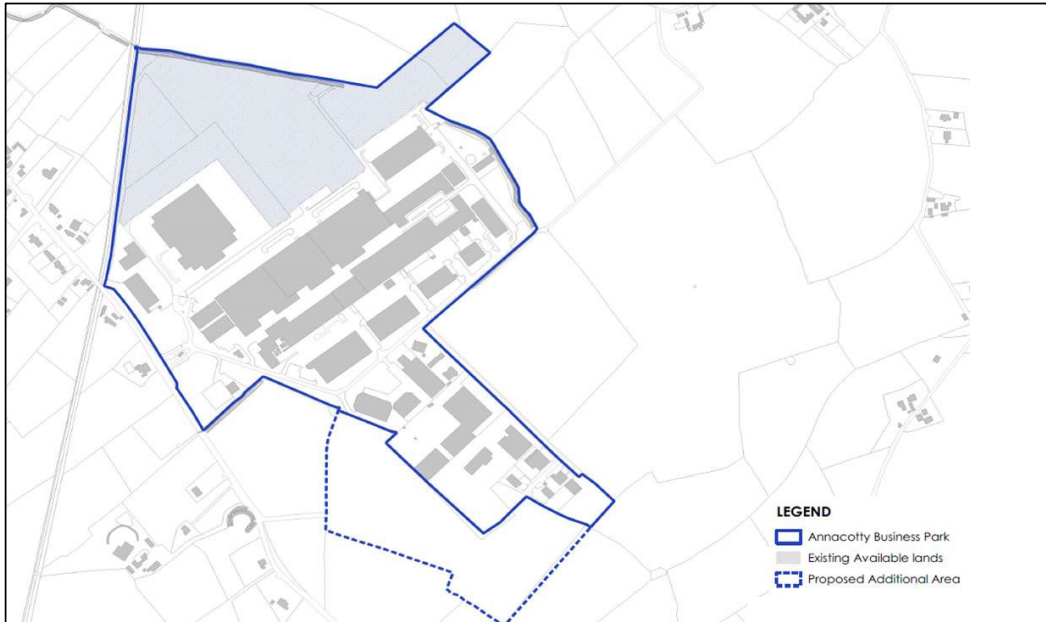 LEGEND
Annacotty Business Park
Existing Available lands
Proposed Additional Area